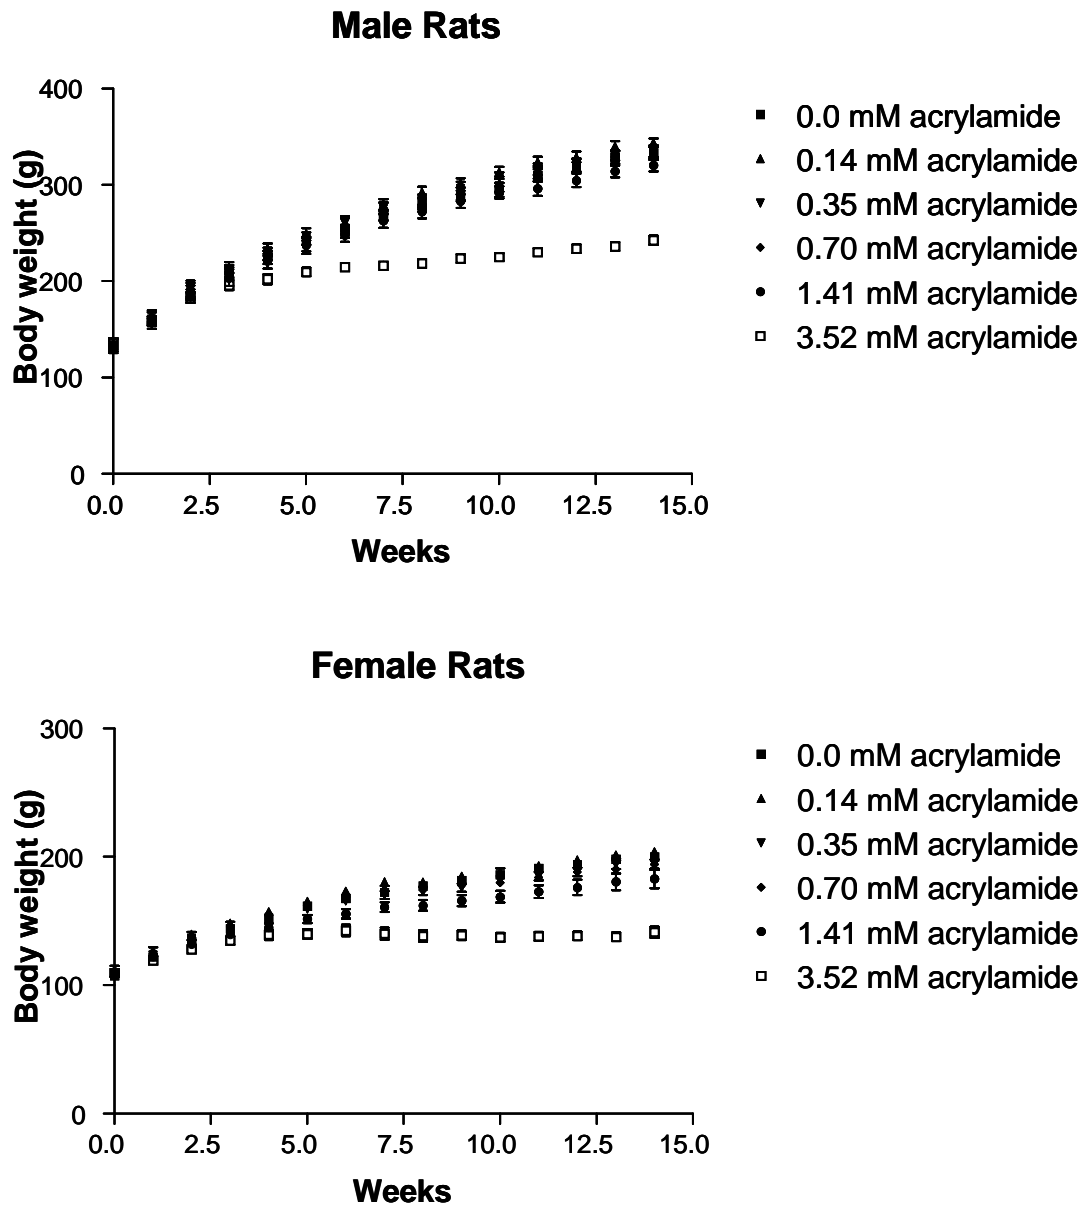 Male Rats
400
300
200
100
0
Body weight (g)
0.0 2.5 5.0 7.5 10.0 12.5 15.0
Weeks
0.0 mM acrylamide
0.14 mM acrylamide
0.35 mM acrylamide
0.70 mM acrylamide
1.41 mM acrylamide
3.52 mM acrylamide
Female Rats
300
200
100
0
Body weight (g)
0.0 2.5 5.0 7.5 10.0 12.5 15.0
Weeks
0.0 mM acrylamide
0.14 mM acrylamide
0.35 mM acrylamide
0.70 mM acrylamide
1.41 mM acrylamide
3.52 mM acrylamide